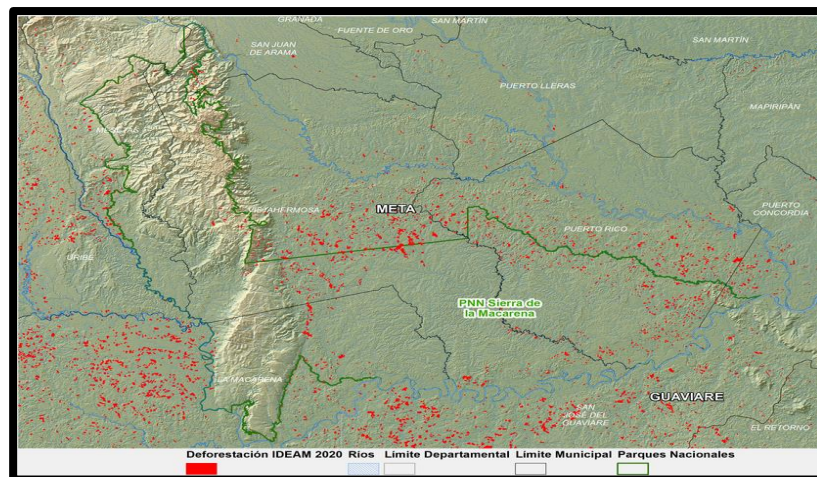 GRANADA
SAN MARTÍN
FUENTE DE ORO
SAN MARTÍN
SAN JUAN
DE ARAMA
PUERTO LLERAS
MAPIRIPÁN
MESETAS
PUERTO
CONCORDIA
VISTAHERMOSA
META
PUERTO RICO
URIBE
PNN Sierra de
la Macarena
LA MACARENA
GUAVIARE
SAN
JOSÉ DEL
GUAVIARE
EL RETORNO
Deforestación IDEAM 2020 Ríos Límite Departamental Límite Municipal Parques Nacionales